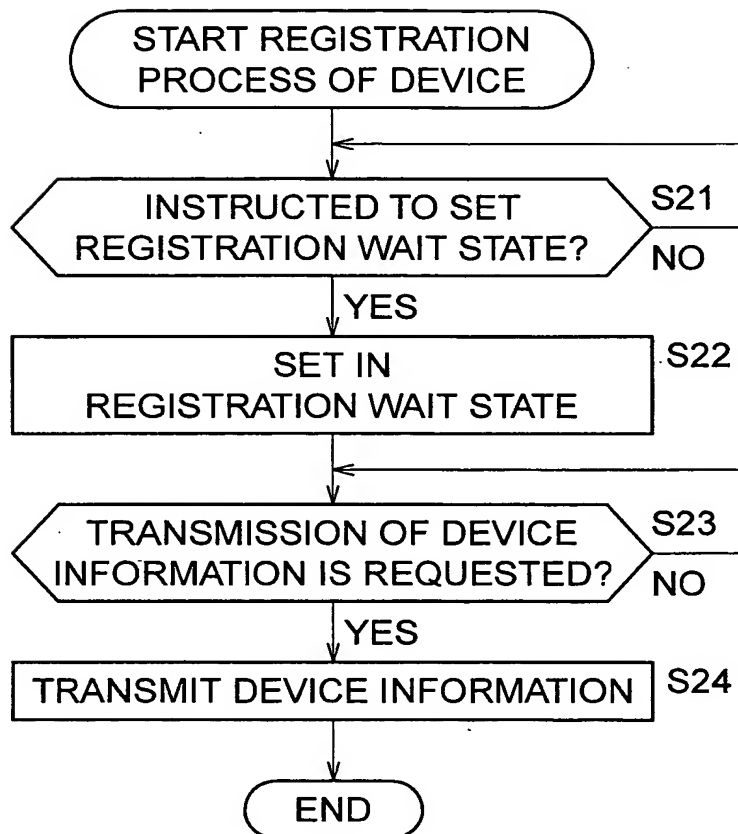 START REGISTRATION
PROCESS OF DEVICE
INSTRUCTED TO SET
REGISTRATION WAIT STATE?
S21
NO
YES
SET IN
REGISTRATION WAIT STATE
S22
TRANSMISSION OF DEVICE
INFORMATION IS REQUESTED?
S23
NO
YES
TRANSMIT DEVICE INFORMATION
S24
END